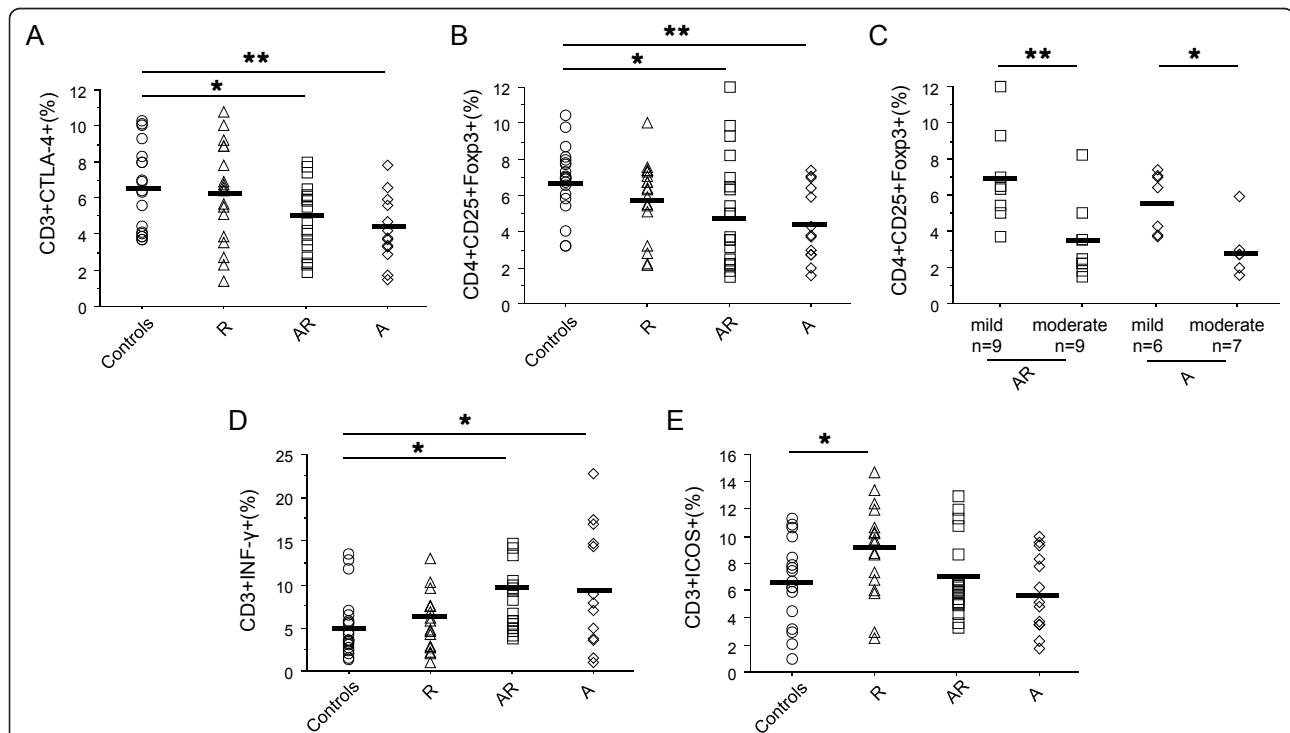 A
**
*
CD3+CTLA-4+(%)
12
10
8
6
4
2
0
Controls
R
AR
A
B
**
*
CD4+CD25+Foxp3+(%)
12
10
8
6
4
2
0
Controls
R
AR
A
C
**
*
CD4+CD25+Foxp3+(%)
12
10
8
6
4
2
0
mild moderate mild moderate
n=9 n=9 n=6 n=7
AR A
D
*
*
CD3+INF-γ+(%)
25
20
15
10
5
0
Controls
R
AR
A
E
*
CD3+ICOS+(%)
16
14
12
10
8
6
4
2
0
Controls
R
AR
A